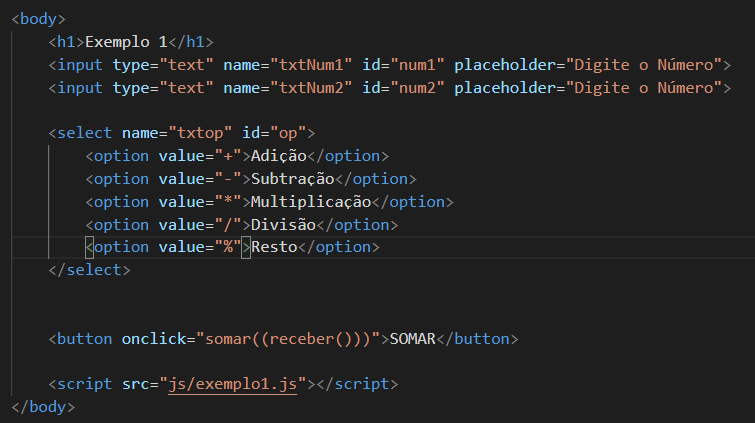 <body>
<h1>Exemplo 1</h1>
<input type="text" name="txtNum1" id="num1" placeholder="Digite o Número">
<input type="text" name="txtNum2" id="num2" placeholder="Digite o Número">
<select name="txtop" id="op">
<option value="+">Adição</option>
<option value="-">Subtração</option>
<option value="*">Multiplicação</option>
<option value="/">Divisão</option>
<option value="%">Resto</option>
</select>
<button onclick="somar((receber()))">SOMAR</button>
<script src="js/exemplo1.js"></script>
</body>